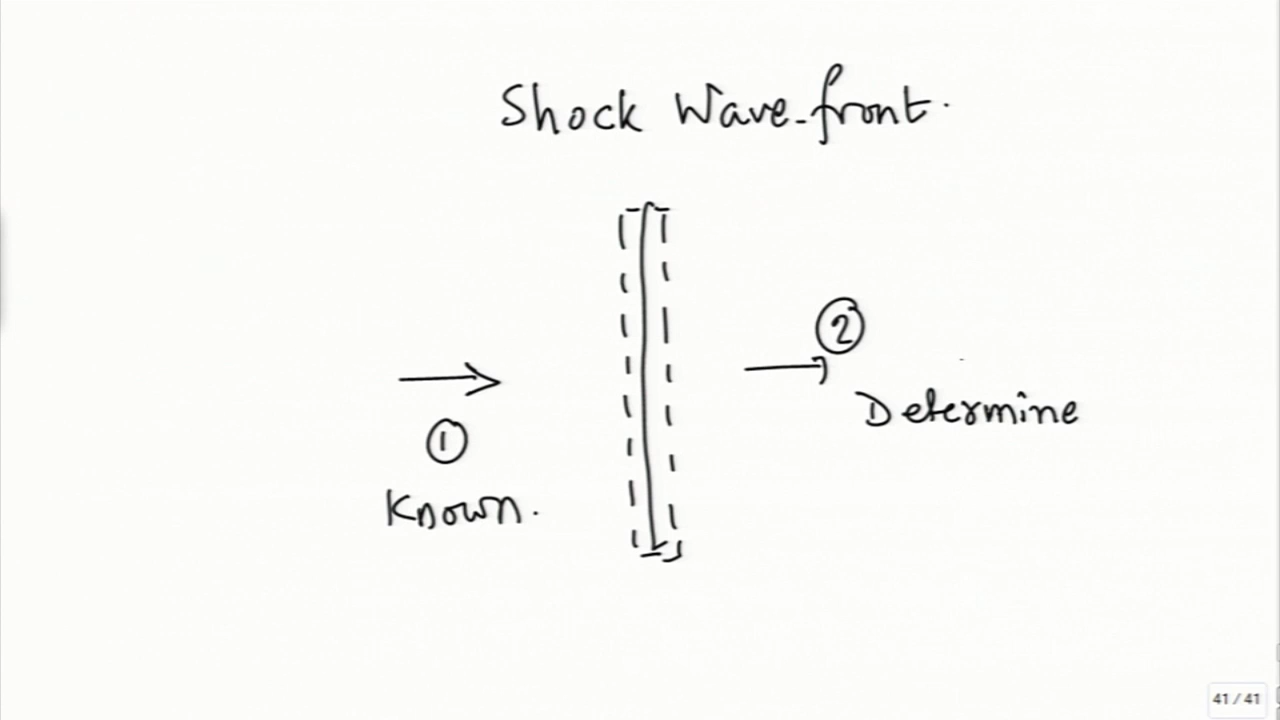 Shock Wave-front.
②
①
Determine
Known.
41/41